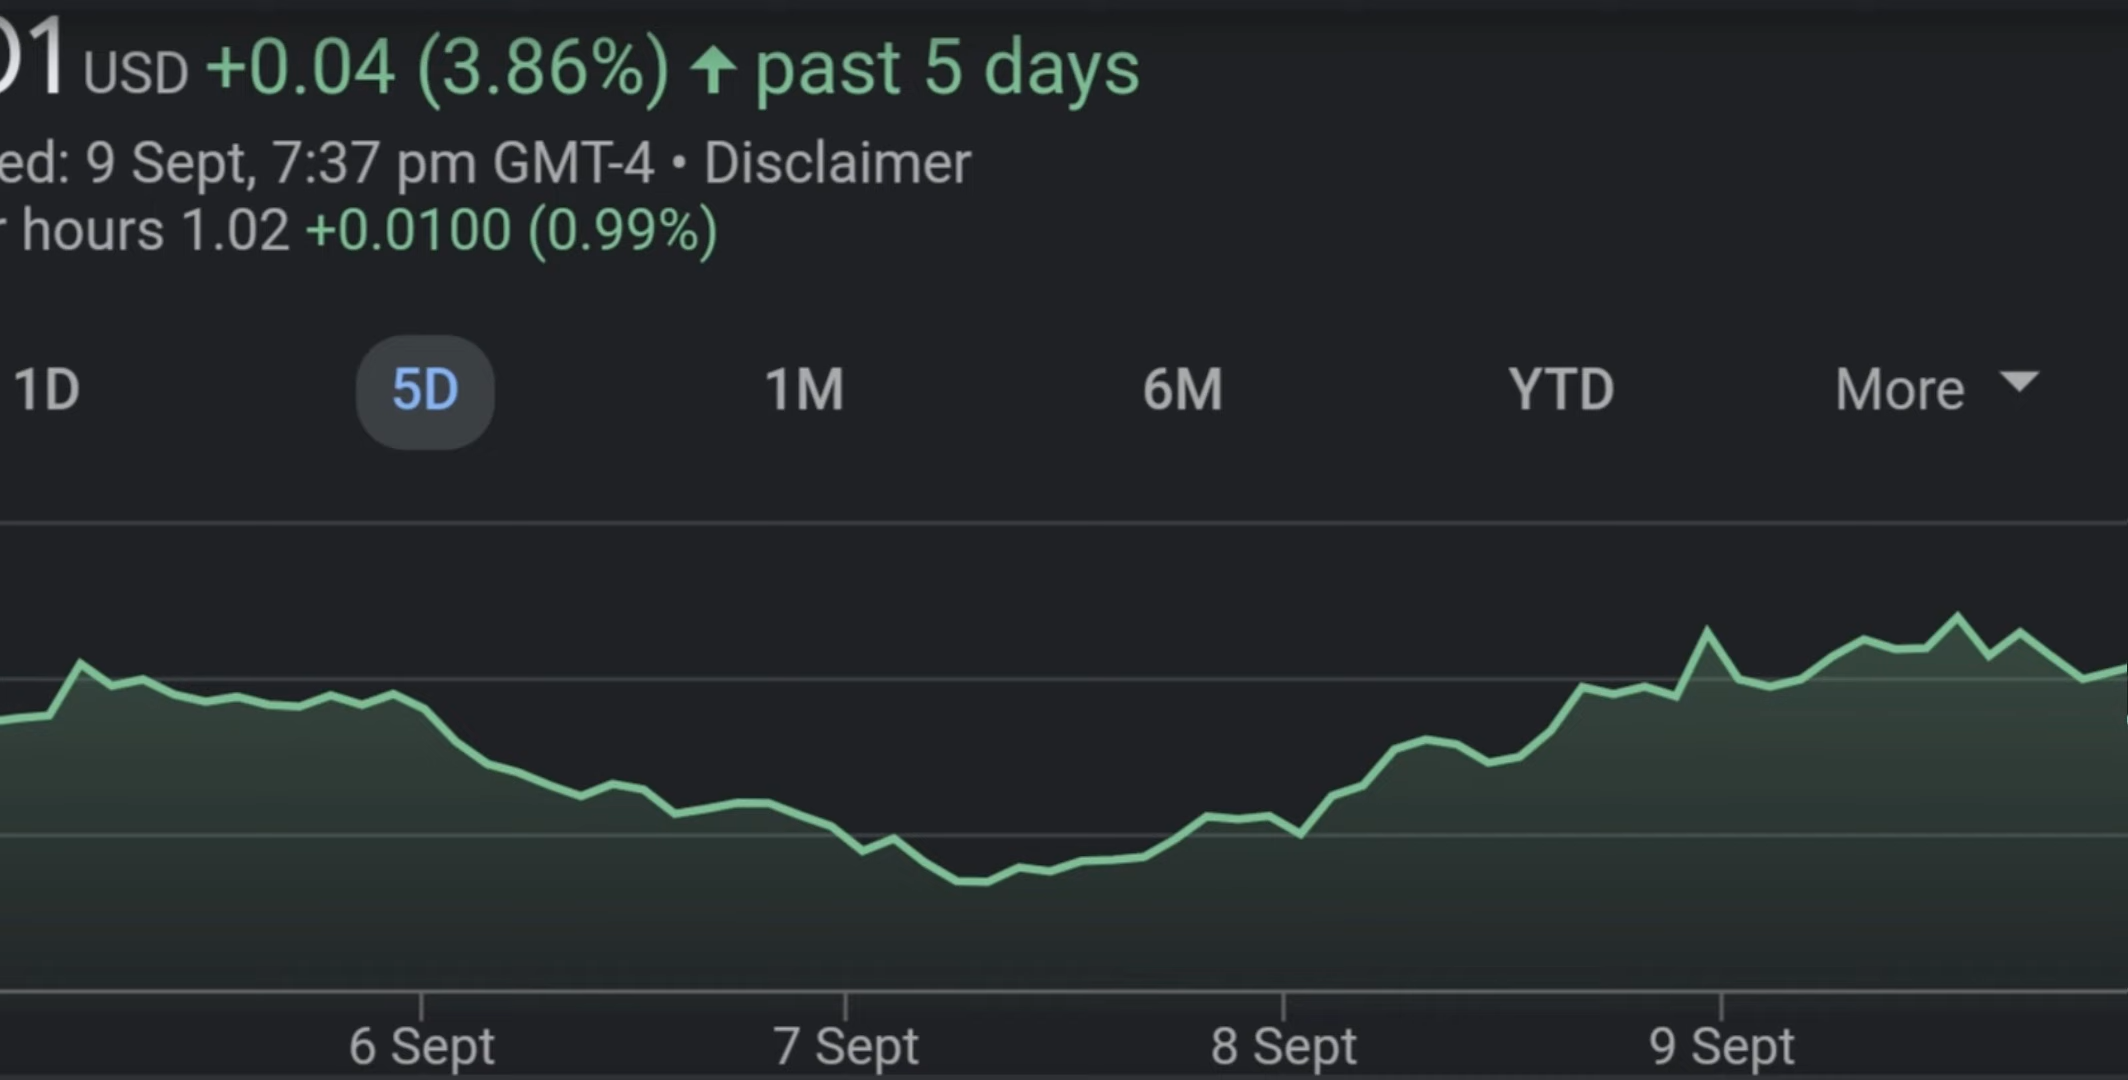 01 USD +0.04 (3.86%) ↑ past 5 days
ed: 9 Sept, 7:37 pm GMT-4 • Disclaimer
r hours 1.02 +0.0100 (0.99%)
1D 5D 1M 6M YTD More
6 Sept 7 Sept 8 Sept 9 Sept